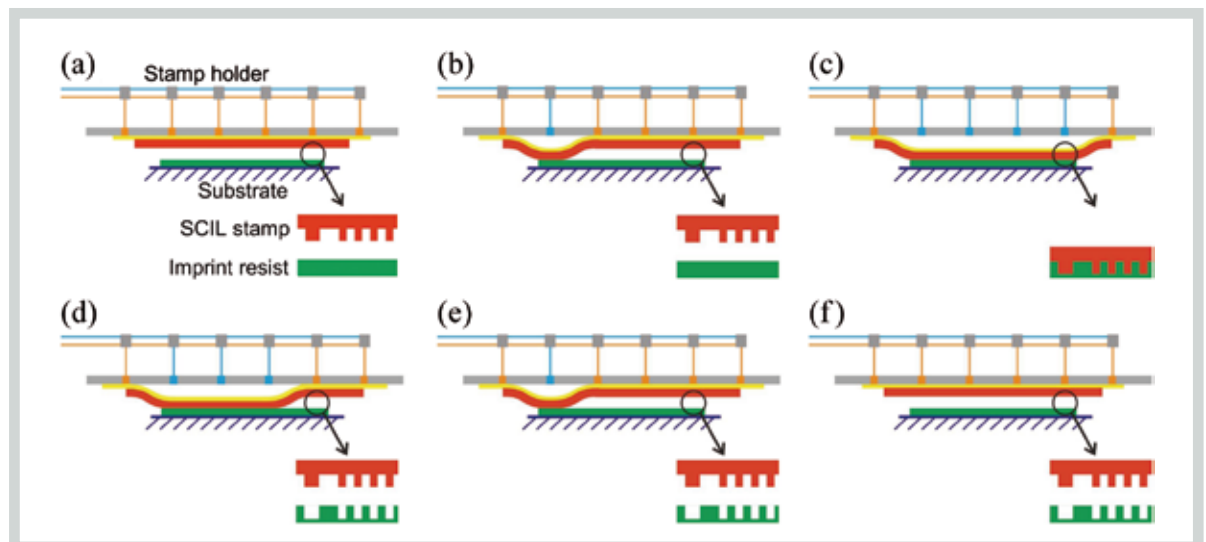 (a)
Stamp holder
Substrate
SCIL stamp
Imprint resist
(b)
(c)
(d)
(e)
(f)